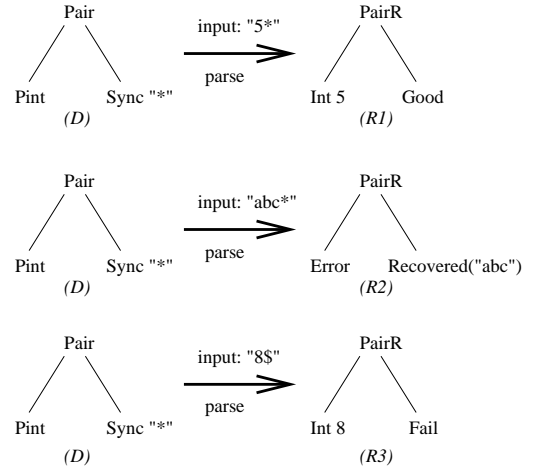 Pair
input: "5*"
PairR
parse
Pint
Sync "*"
Int 5
Good
(D)
(R1)
Pair
input: "abc*"
PairR
parse
Pint
Sync "*"
Error
Recovered("abc")
(D)
(R2)
Pair
input: "8$"
PairR
parse
Pint
Sync "*"
Int 8
Fail
(D)
(R3)